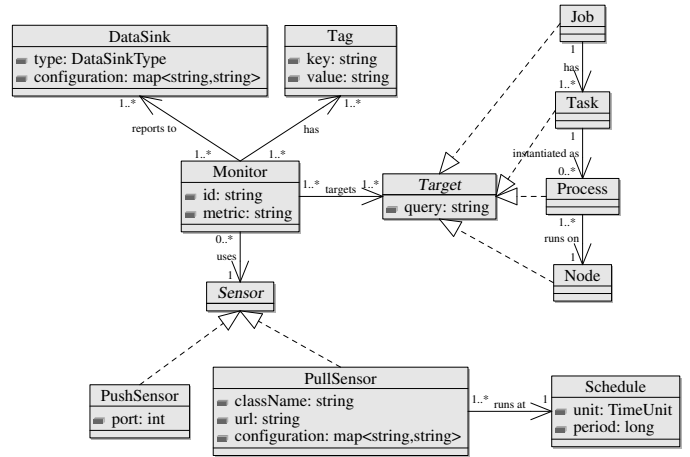 Job
DataSink
type: DataSinkType
configuration: map<string,string>
Tag
key: string
value: string
1
has
1..*
Task
1..*
1..*
reports to
has
1
instantiated as
0..*
1..*
1..*
Monitor
id: string
metric: string
1..*
targets
1..*
Target
query: string
Process
1..*
runs on
1
0..*
uses
1
Node
Sensor
PushSensor
port: int
PullSensor
className: string
url: string
configuration: map<string,string>
1..*
runs at
1
Schedule
unit: TimeUnit
period: long